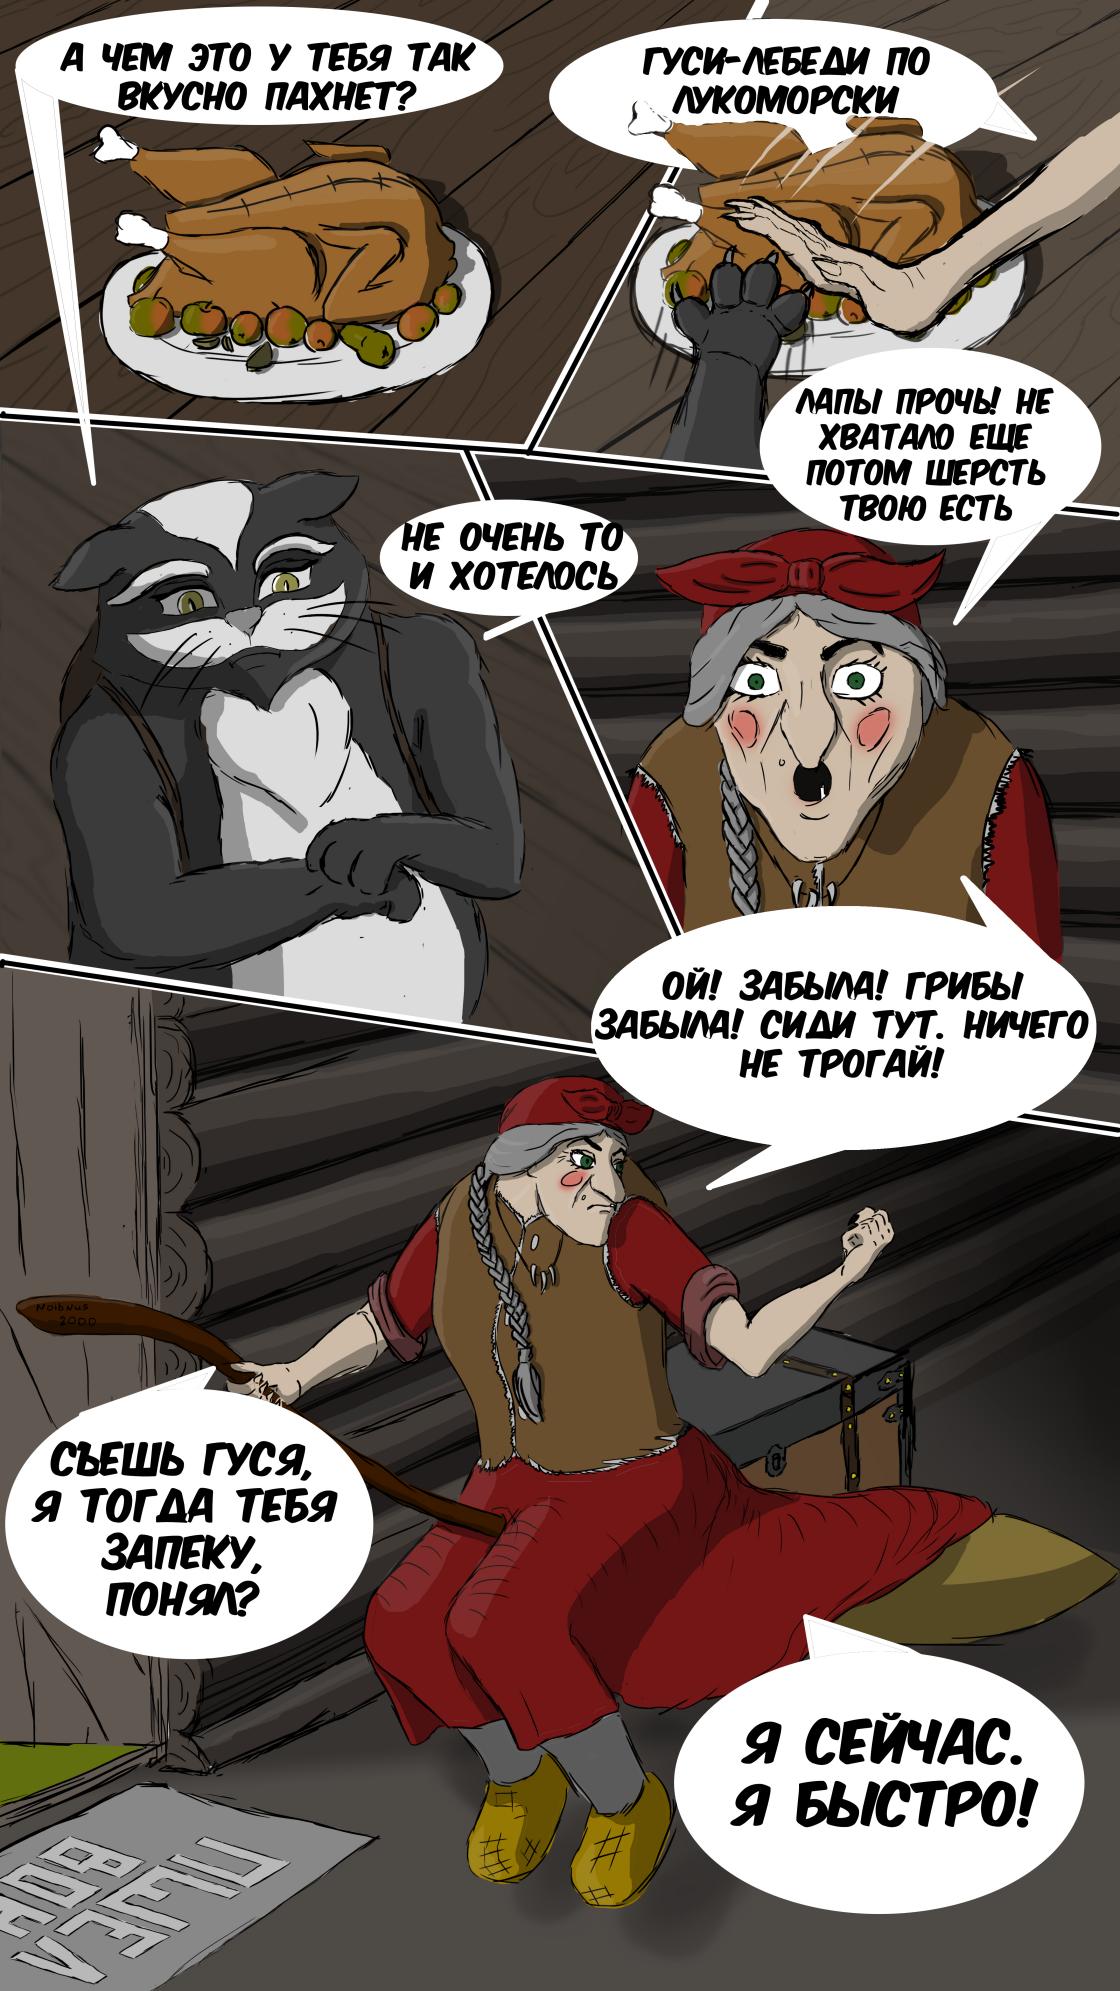 А ЧЕМ ЭТО У ТЕБЯ ТАК
ВКУСНО ПАХНЕТ?
ГУСИ-ЛЕБЕДИ ПО
ЛУКОМОРСКИ
ЛАПЫ ПРОЧЬ! НЕ
ХВАТАЛО ЕЩЕ
ПОТОМ ШЕРСТЬ
ТВОЮ ЕСТЬ
НЕ ОЧЕНЬ ТО
И ХОТЕЛОСЬ
ОЙ! ЗАБЫЛА! ГРИБЫ
ЗАБЫЛА! СИДИ ТУТ. НИЧЕГО
НЕ ТРОГАЙ!
Noibnus
2000
СЪЕШЬ ГУСЯ,
Я ТОГДА ТЕБЯ
ЗАПЕКУ,
ПОНЯЛ?
Я СЕЙЧАС.
Я БЫСТРО!